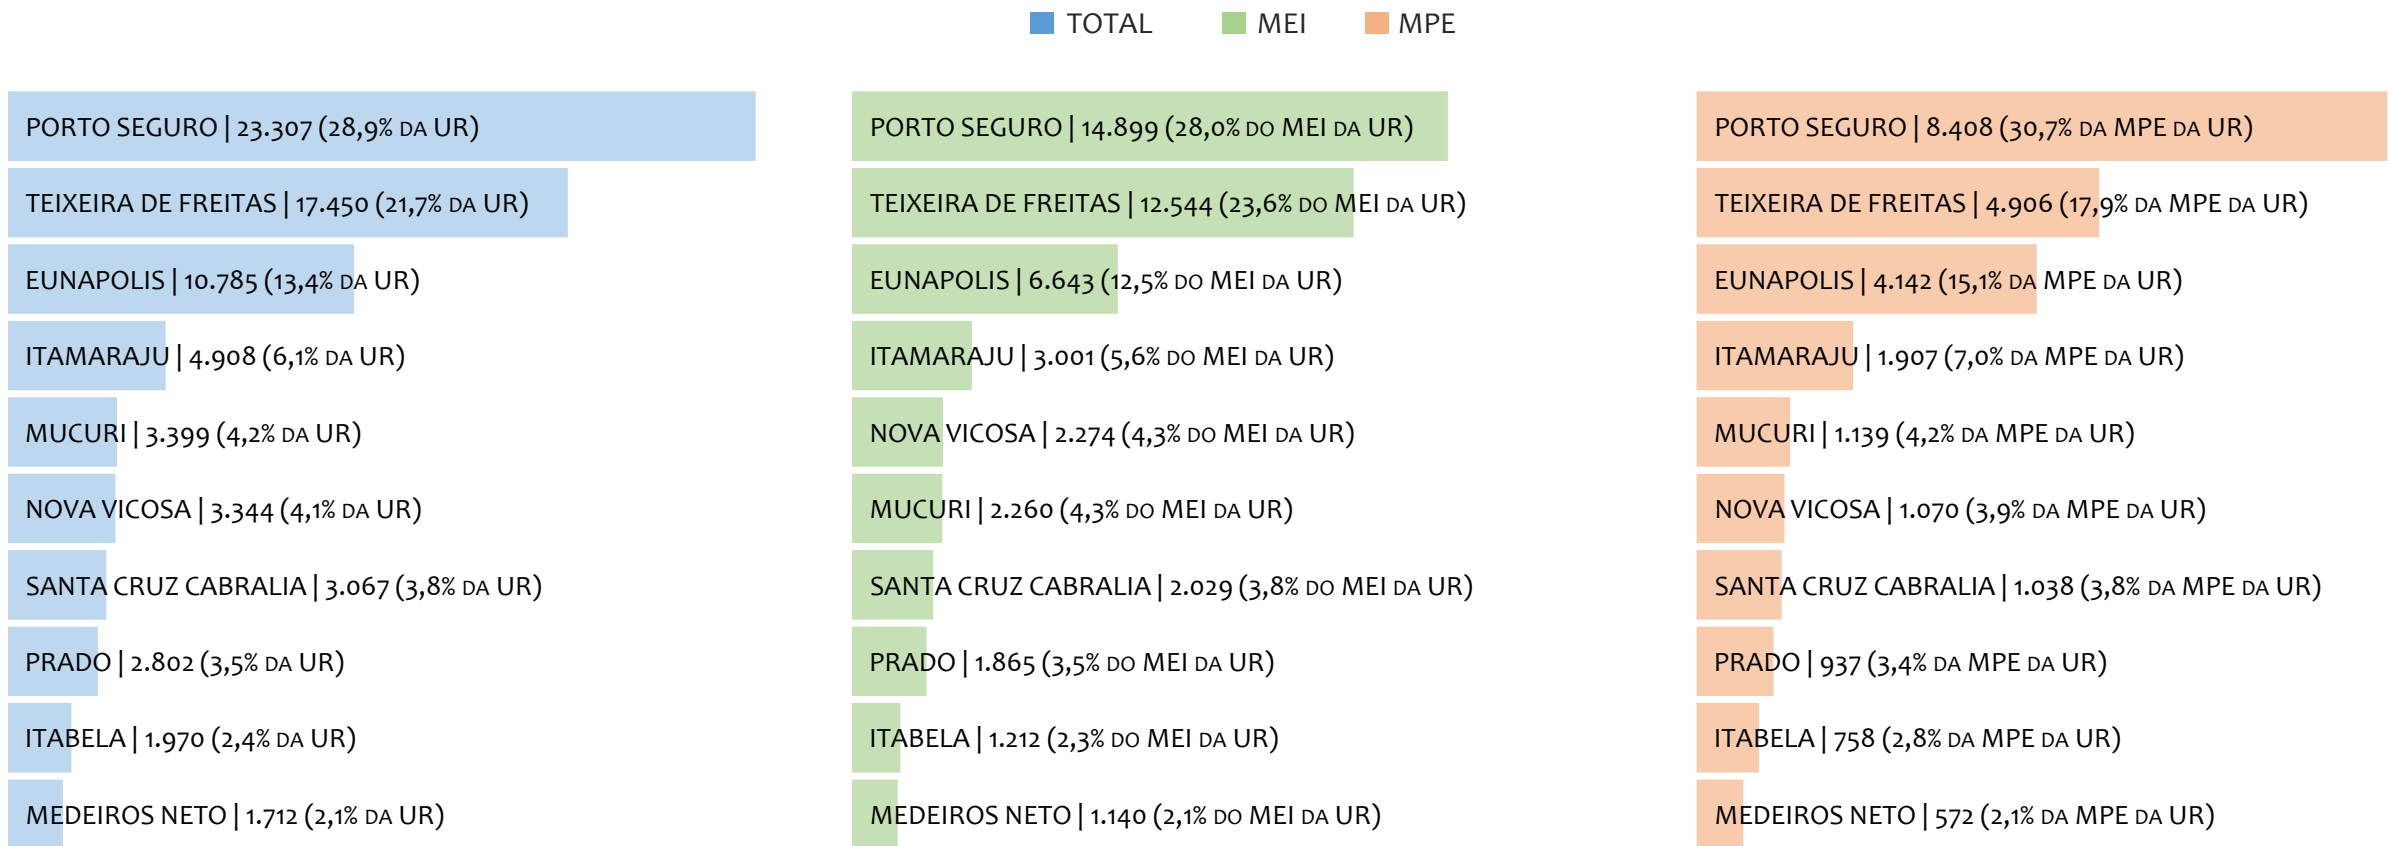 TOTAL MEI MPE
PORTO SEGURO | 23.307 (28,9% DA UR)
TEIXEIRA DE FREITAS | 17.450 (21,7% DA UR)
EUNAPOLIS | 10.785 (13,4% DA UR)
ITAMARAJU | 4.908 (6,1% DA UR)
MUCURI | 3.399 (4,2% DA UR)
NOVA VICOSA | 3.344 (4,1% DA UR)
SANTA CRUZ CABRALIA | 3.067 (3,8% DA UR)
PRADO | 2.802 (3,5% DA UR)
ITABELA | 1.970 (2,4% DA UR)
MEDEIROS NETO | 1.712 (2,1% DA UR)
PORTO SEGURO | 14.899 (28,0% DO MEI DA UR)
TEIXEIRA DE FREITAS | 12.544 (23,6% DO MEI DA UR)
EUNAPOLIS | 6.643 (12,5% DO MEI DA UR)
ITAMARAJU | 3.001 (5,6% DO MEI DA UR)
NOVA VICOSA | 2.274 (4,3% DO MEI DA UR)
MUCURI | 2.260 (4,3% DO MEI DA UR)
SANTA CRUZ CABRALIA | 2.029 (3,8% DO MEI DA UR)
PRADO | 1.865 (3,5% DO MEI DA UR)
ITABELA | 1.212 (2,3% DO MEI DA UR)
MEDEIROS NETO | 1.140 (2,1% DO MEI DA UR)
PORTO SEGURO | 8.408 (30,7% DA MPE DA UR)
TEIXEIRA DE FREITAS | 4.906 (17,9% DA MPE DA UR)
EUNAPOLIS | 4.142 (15,1% DA MPE DA UR)
ITAMARAJU | 1.907 (7,0% DA MPE DA UR)
MUCURI | 1.139 (4,2% DA MPE DA UR)
NOVA VICOSA | 1.070 (3,9% DA MPE DA UR)
SANTA CRUZ CABRALIA | 1.038 (3,8% DA MPE DA UR)
PRADO | 937 (3,4% DA MPE DA UR)
ITABELA | 758 (2,8% DA MPE DA UR)
MEDEIROS NETO | 572 (2,1% DA MPE DA UR)